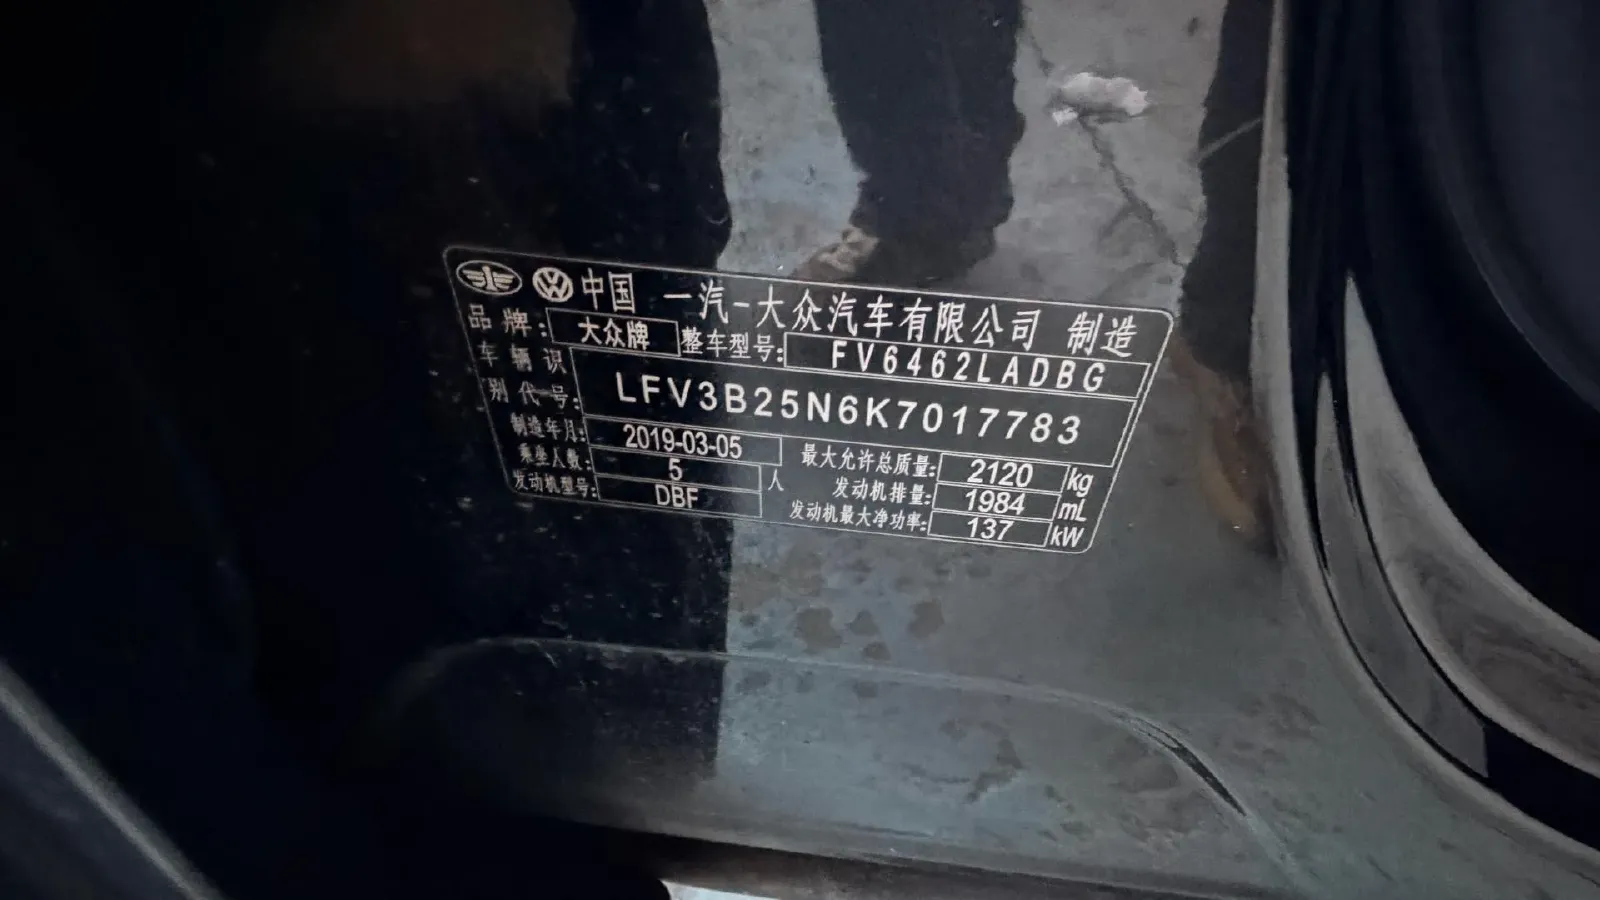 中国 一汽-大众汽车有限公司 制造
品牌: 大众牌 整车型号: FV6462LADBG
车辆识别代号: LFV3B25N6K7017783
制造年月: 2019-03-05 最大允许总质量: 2120 kg
乘坐人数: 5 人 发动机排量: 1984 mL
发动机型号: DBF 发动机最大净功率: 137 kW